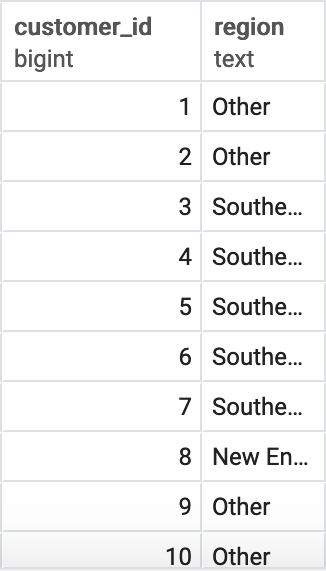 customer_id region
bigint text
1 Other
2 Other
3 Southe...
4 Southe...
5 Southe...
6 Southe...
7 Southe...
8 New En...
9 Other
10 Other